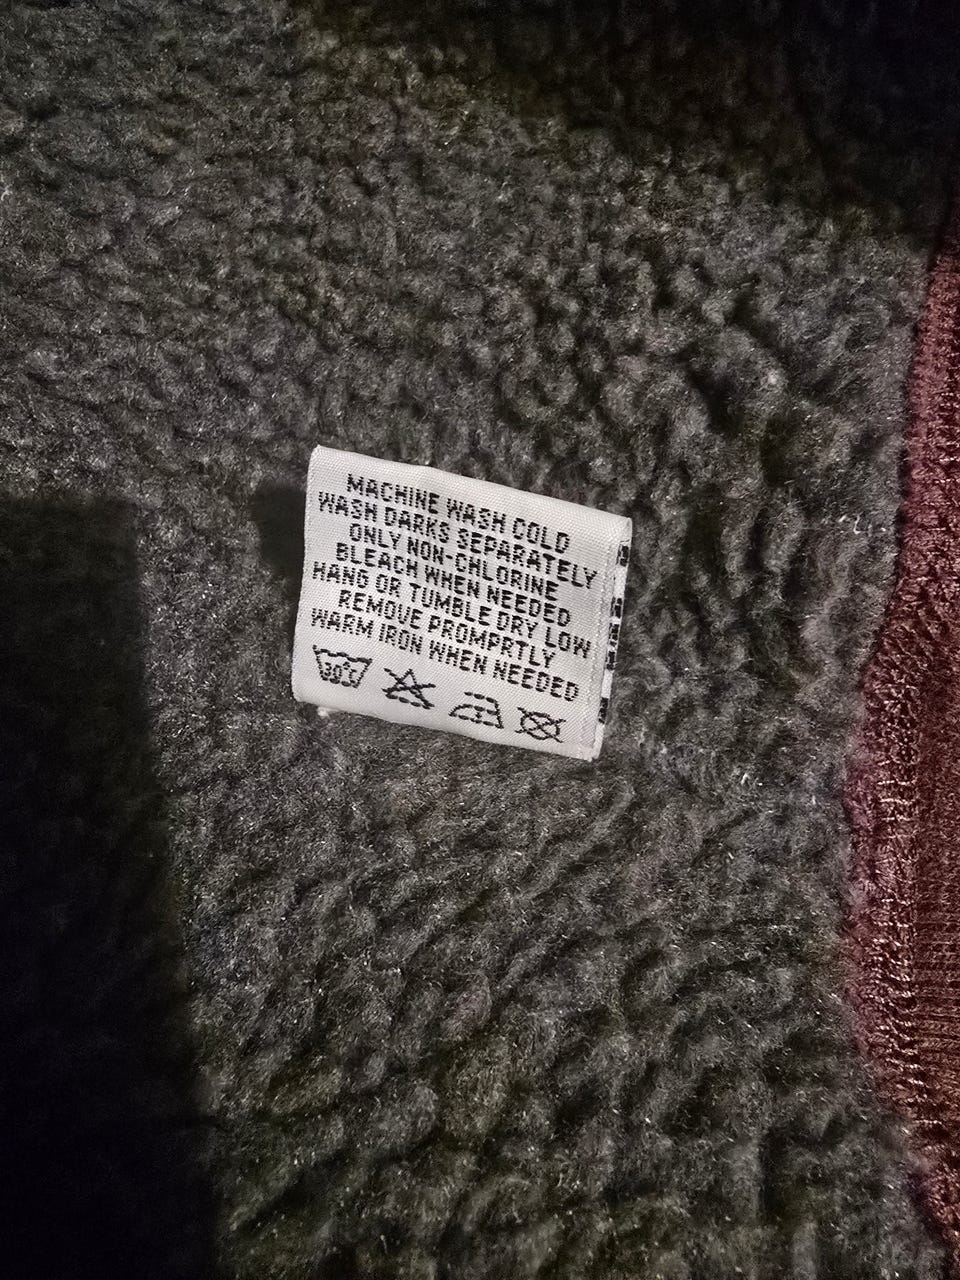 MACHINE WASH COLD
WASH DARKS SEPARATELY
ONLY NON-CHLORINE
BLEACH WHEN NEEDED
HANG OR TUMBLE DRY LOW
REMOVE PROMPRTLY
WARM IRON WHEN NEEDED
30°C